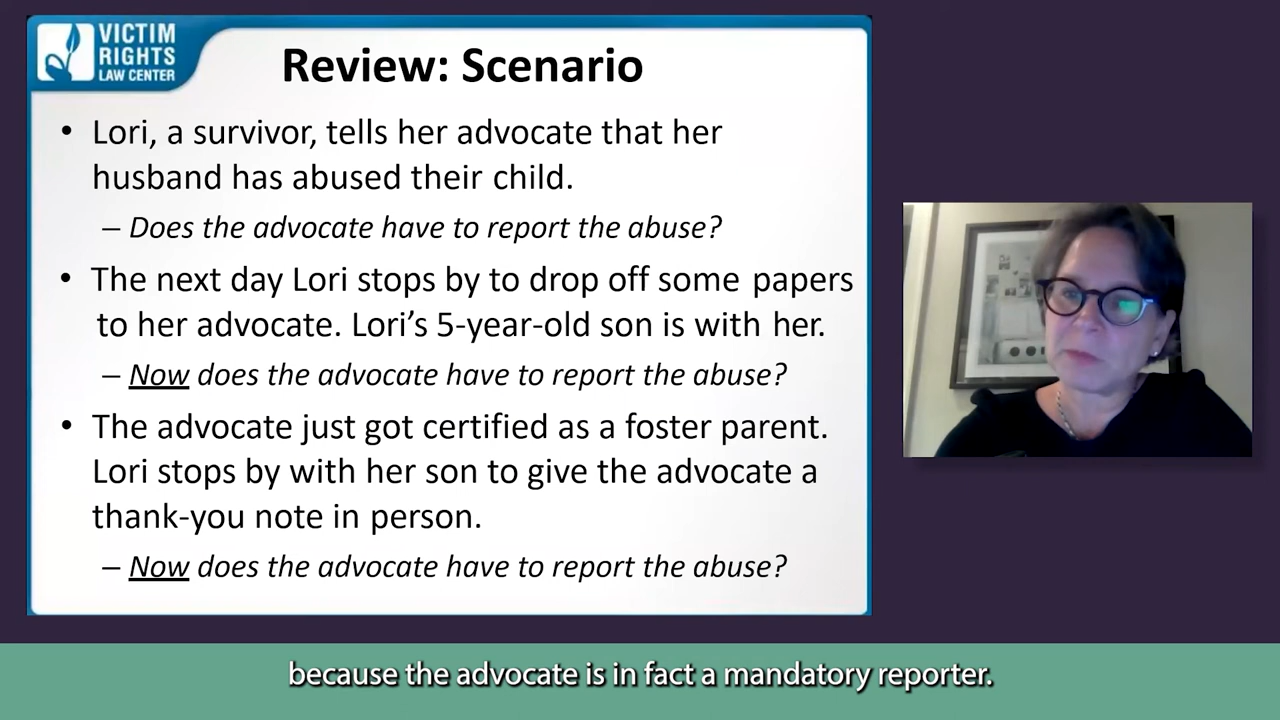 VICTIM
RIGHTS
LAW CENTER
Review: Scenario
• Lori, a survivor, tells her advocate that her
husband has abused their child.
– Does the advocate have to report the abuse?
• The next day Lori stops by to drop off some papers
to her advocate. Lori’s 5-year-old son is with her.
– Now does the advocate have to report the abuse?
• The advocate just got certified as a foster parent.
Lori stops by with her son to give the advocate a
thank-you note in person.
– Now does the advocate have to report the abuse?
because the advocate is in fact a mandatory reporter.